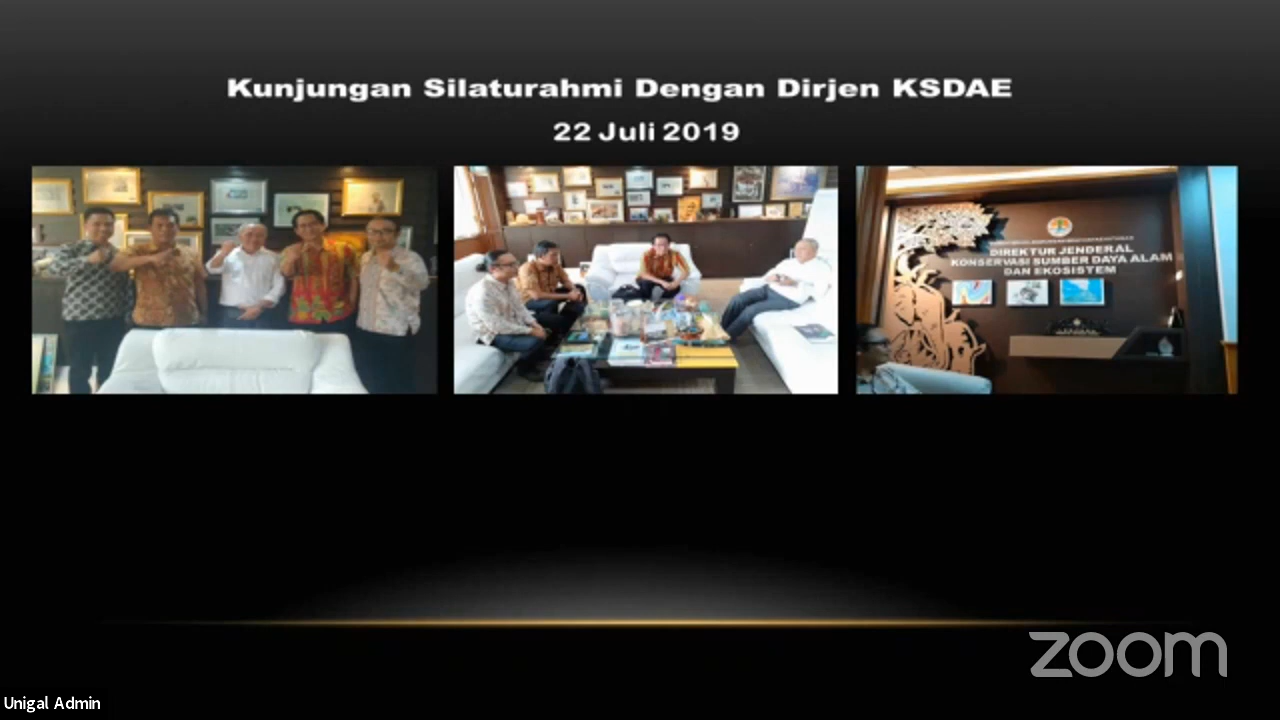 Kunjungan Silaturahmi Dengan Dirjen KSDAE
22 Juli 2019
DIREKTUR JENDERAL
KONSERVASI SUMBER DAYA ALAM
DAN EKOSISTEM
zoom
Unigal Admin